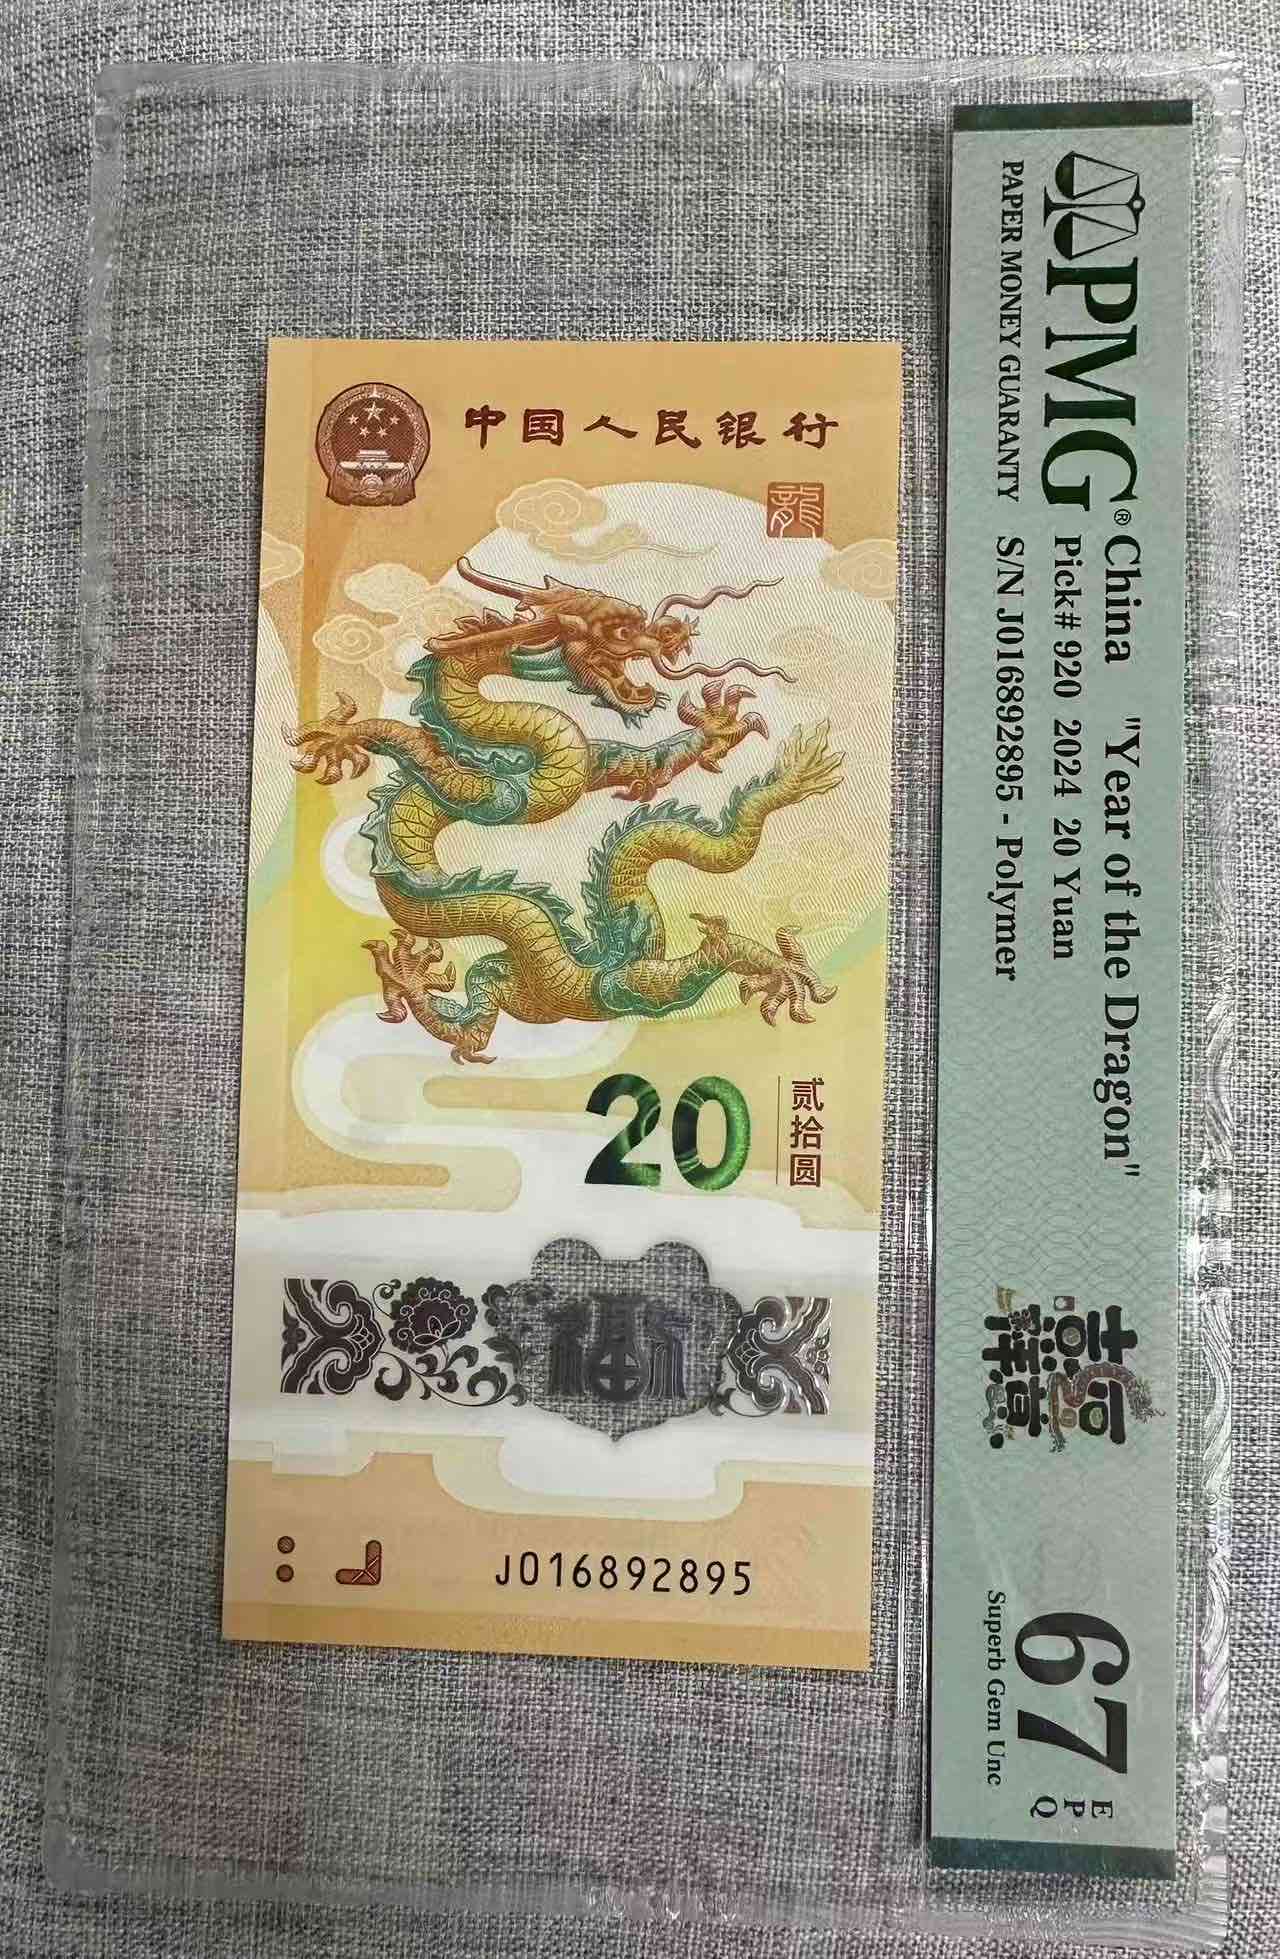 中国人民银行
龍
20
贰拾圆
福
J016892895
PMG®
PAPER MONEY GUARANTY
China "Year of the Dragon"
Pick# 920 2024 20 Yuan
S/N J016892895 - Polymer
67
EPQ
Superb Gem Unc